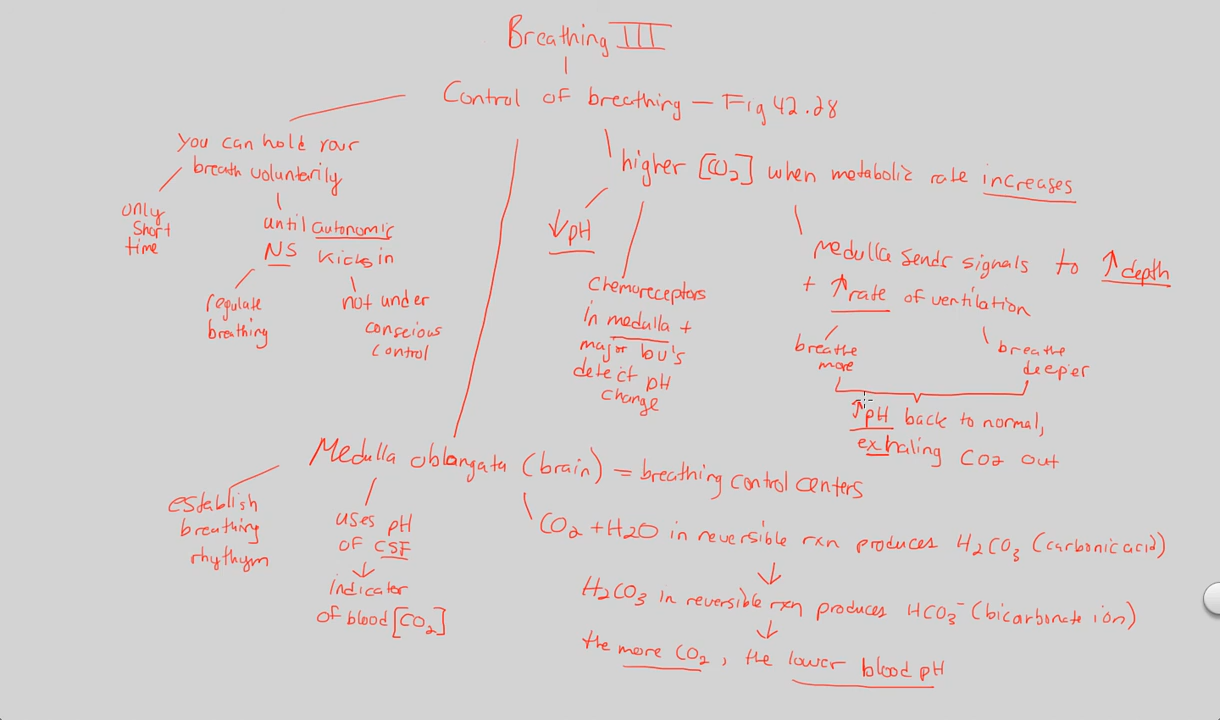 Breathing III
Control of breathing — Fig 42.28
you can hold your
breath voluntarily
only
short
time
until autonomic
NS kicks in
regulate
breathing
not under
conscious
control
higher [CO2] when metabolic rate increases
↓pH
chemoreceptors
in medulla +
major bv's
detect pH
change
medulla sends signals to ↑depth
+ ↑rate of ventilation
breathe
more
breathe
deeper
↑pH back to normal,
exhaling CO2 out
Medulla oblongata (brain) = breathing control centers
establish
breathing
rhythym
uses pH
of CSF
↓
indicator
of blood [CO2]
CO2 + H2O in reversible rxn produces H2CO3 (carbonic acid)
↓
H2CO3 in reversible rxn produces HCO3⁻ (bicarbonate ion)
↓
the more CO2, the lower blood pH